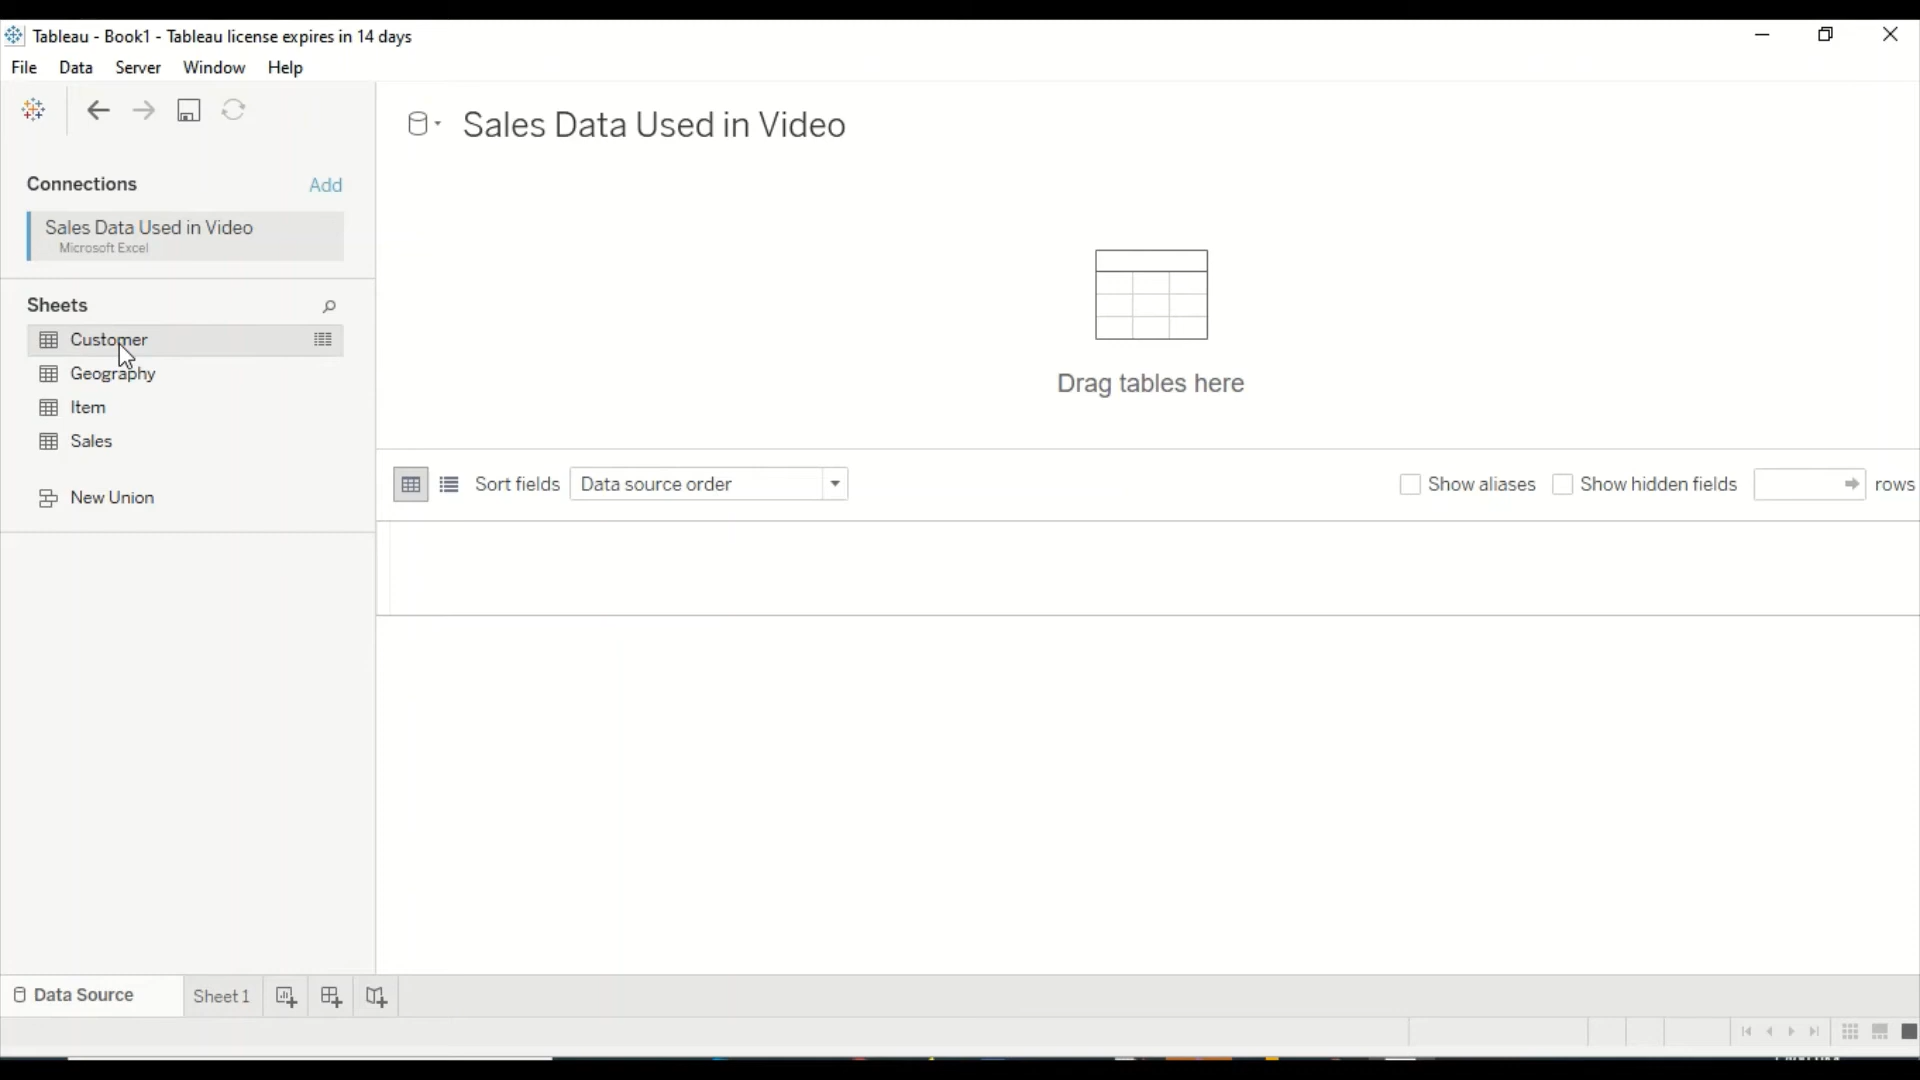 Tableau - Book1 - Tableau license expires in 14 days
File Data Server Window Help
Sales Data Used in Video
Connections Add
Sales Data Used in Video
Microsoft Excel
Sheets
Customer
Geography
Item
Sales
New Union
Drag tables here
Sort fields Data source order Show aliases Show hidden fields rows
Data Source Sheet 1